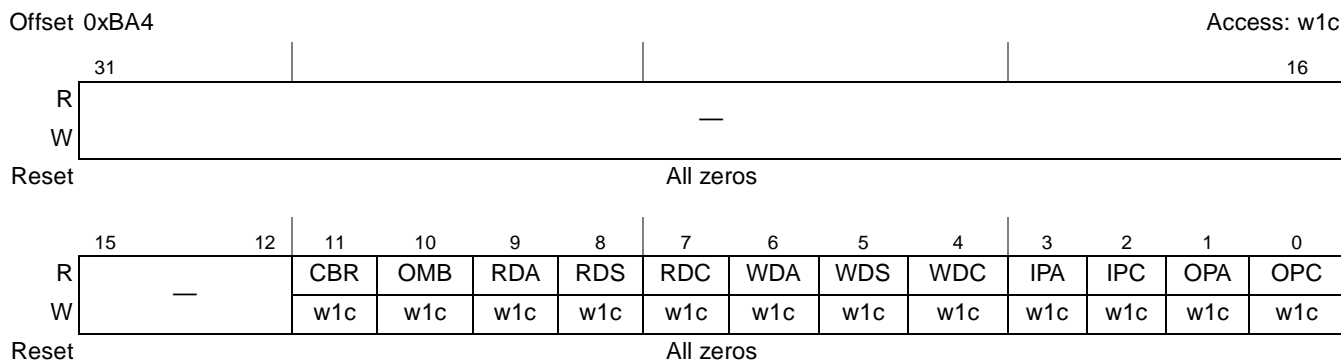 Offset 0xBA4 Access: w1c
31 16
R
—
W
Reset All zeros
15 12 11 10 9 8 7 6 5 4 3 2 1 0
R — CBR OMB RDA RDS RDC WDA WDS WDC IPA IPC OPA OPC
W w1c w1c w1c w1c w1c w1c w1c w1c w1c w1c w1c w1c
Reset All zeros